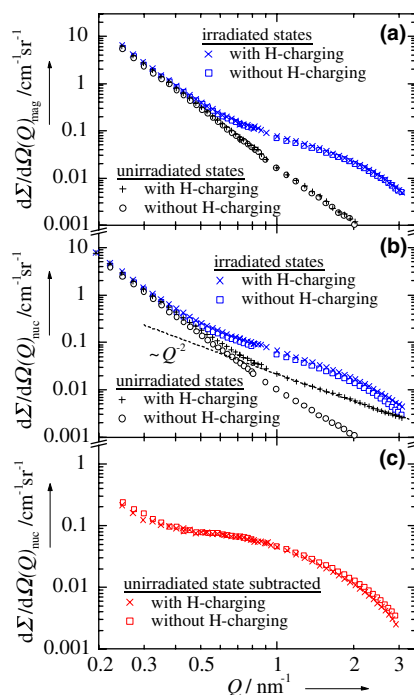 10
1
0.1
0.01
0.001
dΣ/dΩ(Q)mag /cm-1sr-1
(a)
irradiated states
× with H-charging
□ without H-charging
unirradiated states
+ with H-charging
○ without H-charging
10
1
0.1
0.01
0.001
dΣ/dΩ(Q)nuc /cm-1sr-1
(b)
irradiated states
× with H-charging
□ without H-charging
~ Q-2
unirradiated states
+ with H-charging
○ without H-charging
1
0.1
0.01
0.001
dΣ/dΩ(Q)nuc /cm-1sr-1
(c)
unirradiated state subtracted
× with H-charging
□ without H-charging
0.2 0.5 1 2 3
Q / nm-1